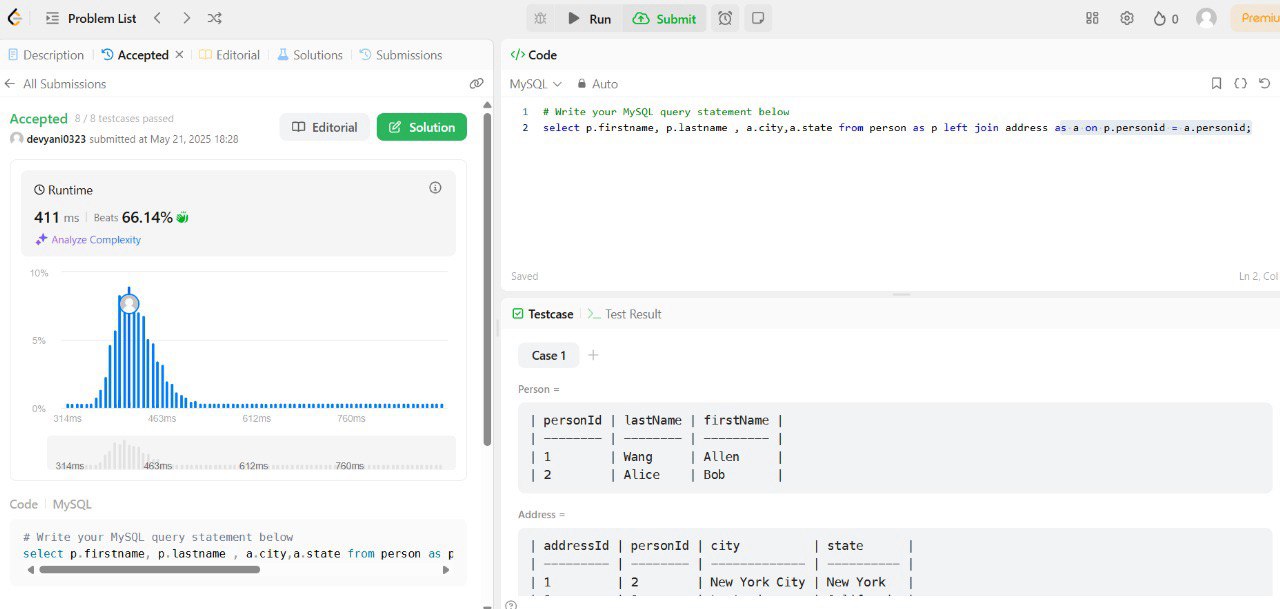 Problem List
Run
Submit
0
Premiu
Description
Accepted
Editorial
Solutions
Submissions
All Submissions
Accepted 8 / 8 testcases passed
devyani0323 submitted at May 21, 2025 18:28
Editorial
Solution
Runtime
411 ms | Beats 66.14%
Analyze Complexity
10%
5%
0%
314ms 463ms 612ms 760ms
314ms 463ms 612ms 760ms
Code | MySQL
# Write your MySQL query statement below
select p.firstname, p.lastname , a.city,a.state from person as p
</> Code
MySQL
Auto
1 # Write your MySQL query statement below
2 select p.firstname, p.lastname , a.city,a.state from person as p left join address as a on p.personid = a.personid;
Saved
Ln 2, Col
Testcase
>_ Test Result
Case 1 +
Person =
| personId | lastName | firstName |
| -------- | -------- | --------- |
| 1 | Wang | Allen |
| 2 | Alice | Bob |
Address =
| addressId | personId | city | state |
| --------- | -------- | ------------- | ---------- |
| 1 | 2 | New York City | New York |